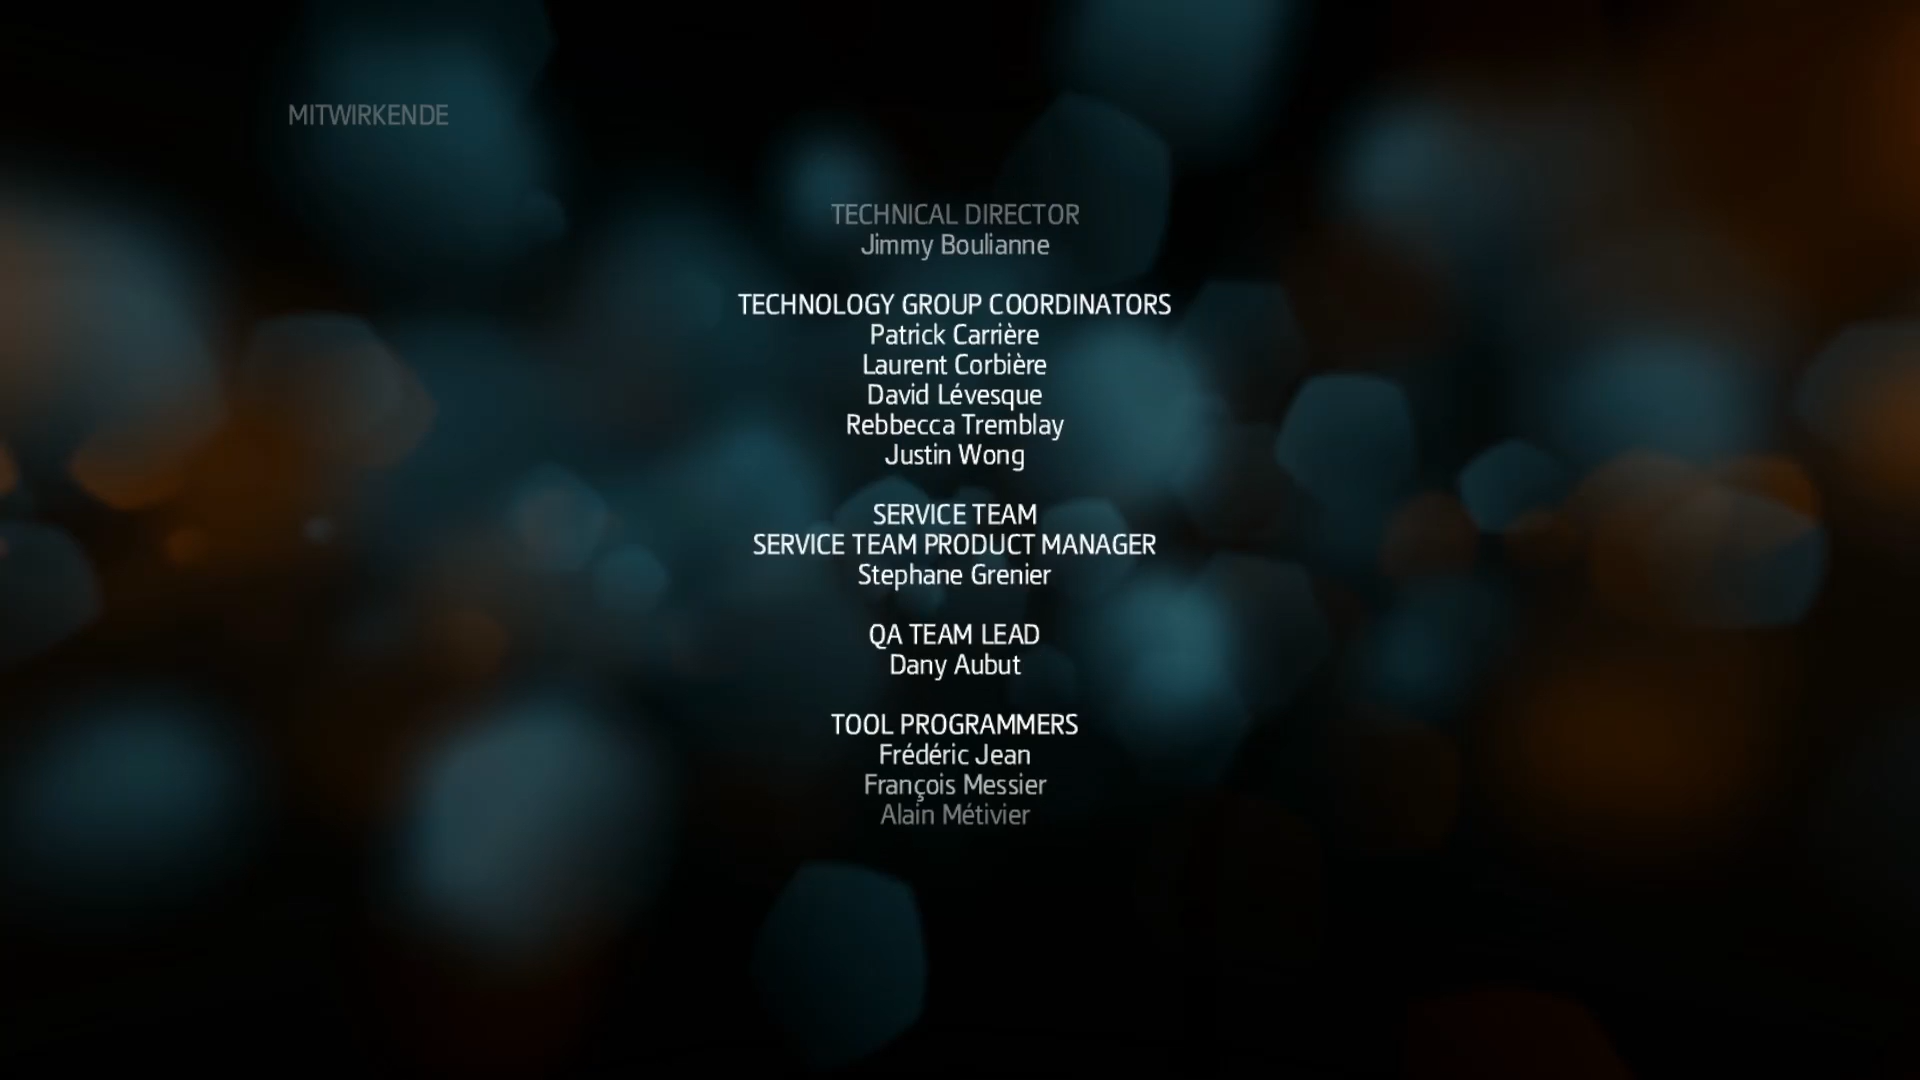 MITWIRKENDE
TECHNICAL DIRECTOR
Jimmy Boulianne
TECHNOLOGY GROUP COORDINATORS
Patrick Carrière
Laurent Corbière
David Lévesque
Rebbecca Tremblay
Justin Wong
SERVICE TEAM
SERVICE TEAM PRODUCT MANAGER
Stephane Grenier
QA TEAM LEAD
Dany Aubut
TOOL PROGRAMMERS
Frédéric Jean
François Messier
Alain Métivier